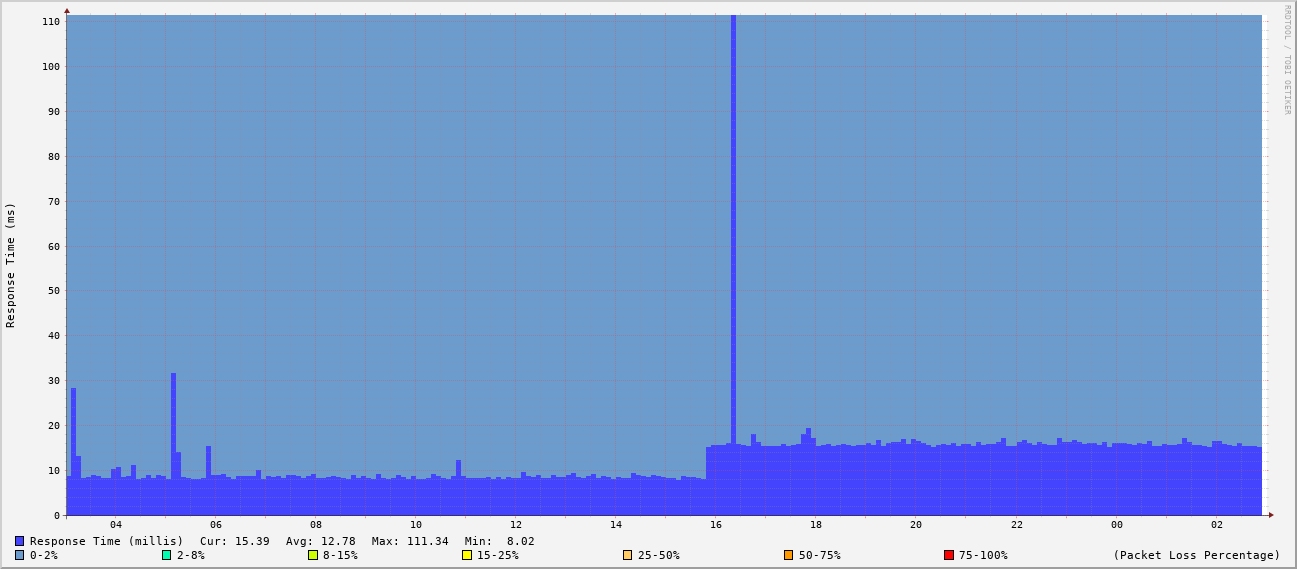 RRDTOOL / TOBI OETIKER
Response Time (ms)
110
100
90
80
70
60
50
40
30
20
10
0
04 06 08 10 12 14 16 18 20 22 00 02
Response Time (millis) Cur: 15.39 Avg: 12.78 Max: 111.34 Min: 8.02
0-2% 2-8% 8-15% 15-25% 25-50% 50-75% 75-100% (Packet Loss Percentage)